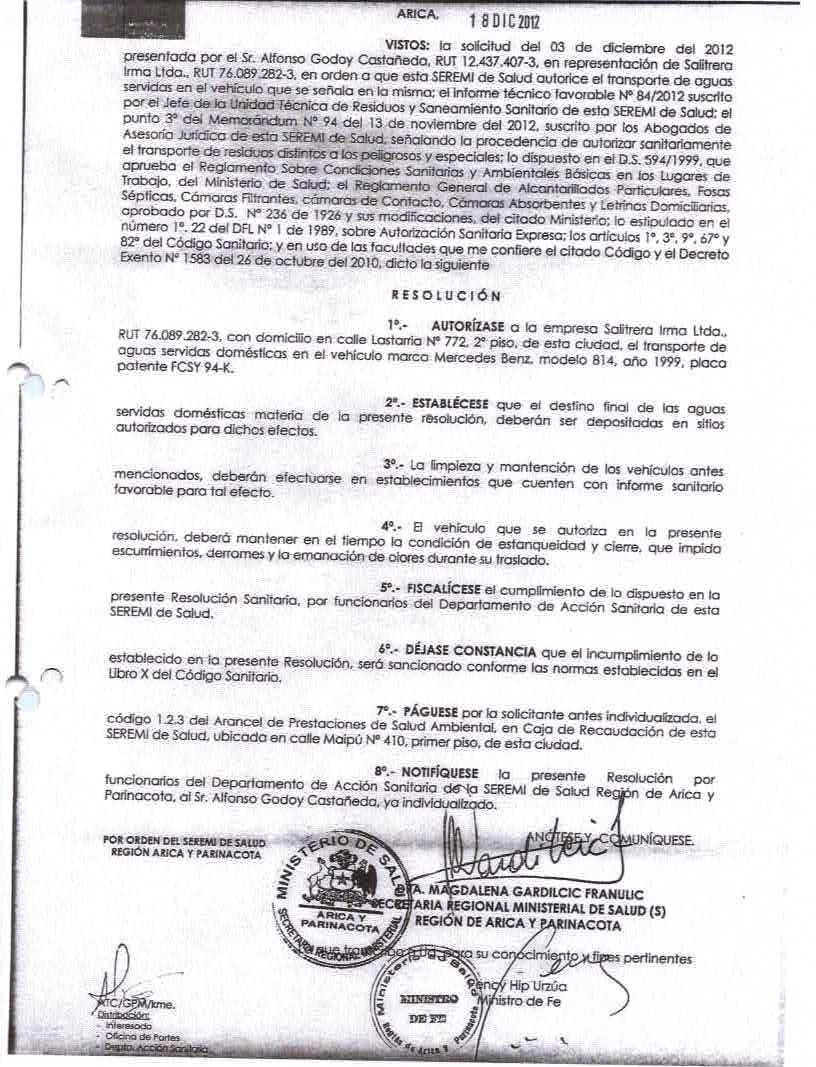 ARICA, 18 DIC 2012
VISTOS: la solicitud del 03 de diciembre del 2012
presentada por el Sr. Alfonso Godoy Castañeda, RUT 12.437.407-3, en representación de Salitrera
Irma Ltda., RUT 76.089.282-3, en orden a que esta SEREMI de Salud autorice el transporte de aguas
servidas en el vehículo que se señala en la misma; el informe técnico favorable Nº 84/2012 suscrito
por el Jefe de la Unidad Técnica de Residuos y Saneamiento Sanitario de esta SEREMI de Salud; el
punto 3º del Memorándum Nº 94 del 13 de noviembre del 2012, suscrito por los Abogados de
Asesoría Jurídica de esta SEREMI de Salud, señalando la procedencia de autorizar sanitariamente
el transporte de residuos distintos a los peligrosos y especiales; lo dispuesto en el D.S. 594/1999, que
aprueba el Reglamento Sobre Condiciones Sanitarias y Ambientales Básicas en los Lugares de
Trabajo, del Ministerio de Salud; el Reglamento General de Alcantarillados Particulares, Fosas
Sépticas, Cámaras Filtrantes, cámaras de Contacto, Cámaras Absorbentes y Letrinas Domiciliarias,
aprobado por D.S. Nº 236 de 1926 y sus modificaciones, del citado Ministerio; lo estipulado en el
número 1º. 22 del DFL Nº 1 de 1989, sobre Autorización Sanitaria Expresa; los artículos 1º, 3º, 9º, 67º y
82º del Código Sanitario; y en uso de las facultades que me confiere el citado Código y el Decreto
Exento Nº 1583 del 26 de octubre del 2010, dicto la siguiente
RESOLUCIÓN
1º.- AUTORÍZASE a la empresa Salitrera Irma Ltda.,
RUT 76.089.282-3, con domicilio en calle Lastarria Nº 772, 2º piso, de esta ciudad, el transporte de
aguas servidas domésticas en el vehículo marca Mercedes Benz, modelo 814, año 1999, placa
patente FCSY 94-K.
2º.- ESTABLÉCESE que el destino final de las aguas
servidas domésticas materia de la presente resolución, deberán ser depositadas en sitios
autorizados para dichos efectos.
3º.- La limpieza y mantención de los vehículos antes
mencionados, deberán efectuarse en establecimientos que cuenten con informe sanitario
favorable para tal efecto.
4º.- El vehículo que se autoriza en la presente
resolución, deberá mantener en el tiempo la condición de estanqueidad y cierre, que impida
escurrimientos, derrames y la emanación de olores durante su traslado.
5º.- FISCALÍCESE el cumplimiento de lo dispuesto en la
presente Resolución Sanitaria, por funcionarios del Departamento de Acción Sanitaria de esta
SEREMI de Salud.
6º.- DÉJASE CONSTANCIA que el incumplimiento de lo
establecido en la presente Resolución, será sancionado conforme las normas establecidas en el
Libro X del Código Sanitario.
7º.- PÁGUESE por la solicitante antes individualizada, el
código 1.2.3 del Arancel de Prestaciones de Salud Ambiental, en Caja de Recaudación de esta
SEREMI de Salud, ubicada en calle Maipú Nº 410, primer piso, de esta ciudad.
8º.- NOTIFÍQUESE la presente Resolución por
funcionarios del Departamento de Acción Sanitaria de la SEREMI de Salud Región de Arica y
Parinacota, al Sr. Alfonso Godoy Castañeda, ya individualizado.
ANÓTESE Y COMUNÍQUESE.
POR ORDEN DEL SEREMI DE SALUD
REGIÓN ARICA Y PARINACOTA
MINISTERIO DE SALUD
ARICA Y
PARINACOTA
SECRETARIA REGIONAL MINISTERIAL
DRA. MAGDALENA GARDILCIC FRANULIC
SECRETARIA REGIONAL MINISTERIAL DE SALUD (S)
REGIÓN DE ARICA Y PARINACOTA
para su conocimiento y fines pertinentes
Hip Urzúa
Ministro de Fe
Ministerio Salud
MINISTRO
DE FE
Región de Arica y Parinacota
ATC/GPM/kme.
Distribución:
- Interesado
- Oficina de Partes
- Depto. Acción Sanitaria